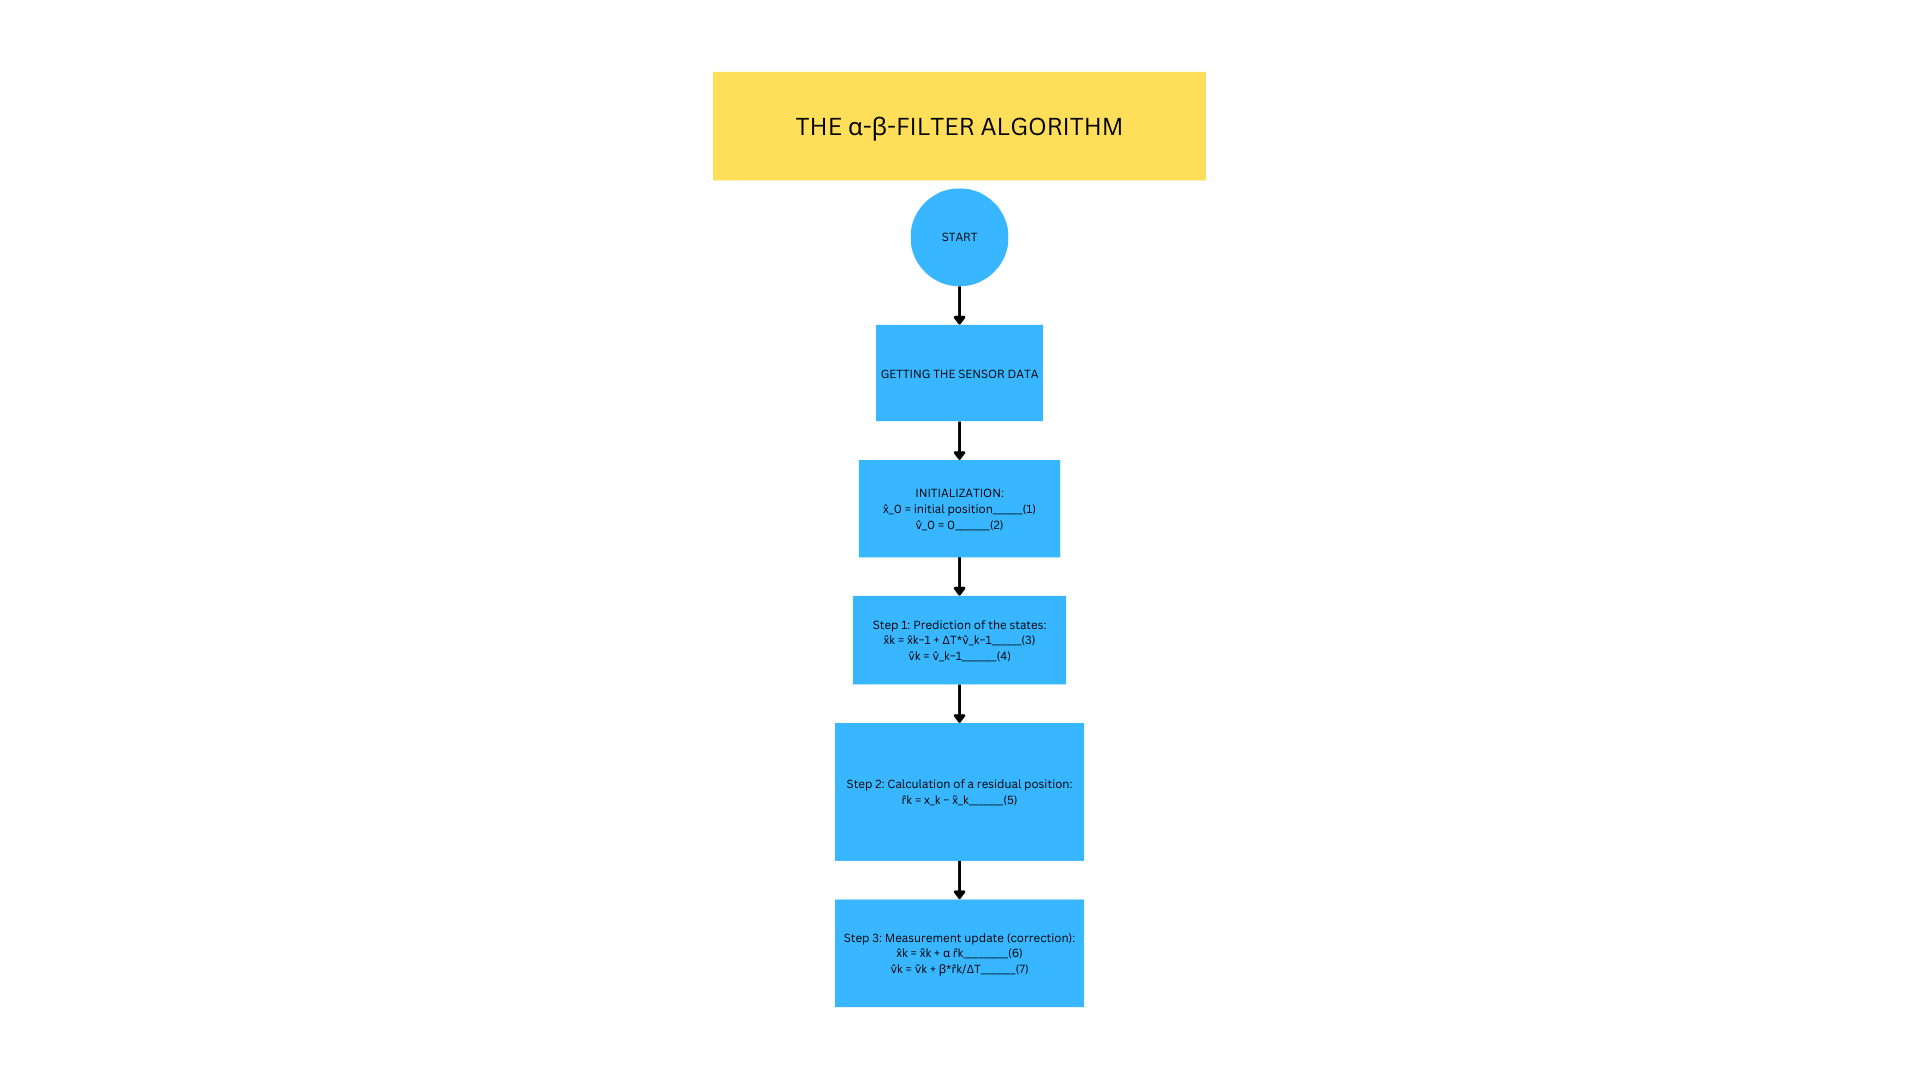 THE α-β-FILTER ALGORITHM
START
GETTING THE SENSOR DATA
INITIALIZATION:
x̂_0 = initial position_____(1)
v̂_0 = 0______(2)
Step 1: Prediction of the states:
x̃k = x̂k−1 + ΔT*v̂_k−1_____(3)
ṽk = v̂_k−1______(4)
Step 2: Calculation of a residual position:
r̂k = x_k − x̃_k______(5)
Step 3: Measurement update (correction):
x̂k = x̃k + α r̂k________(6)
v̂k = ṽk + β*r̂k/ΔT______(7)